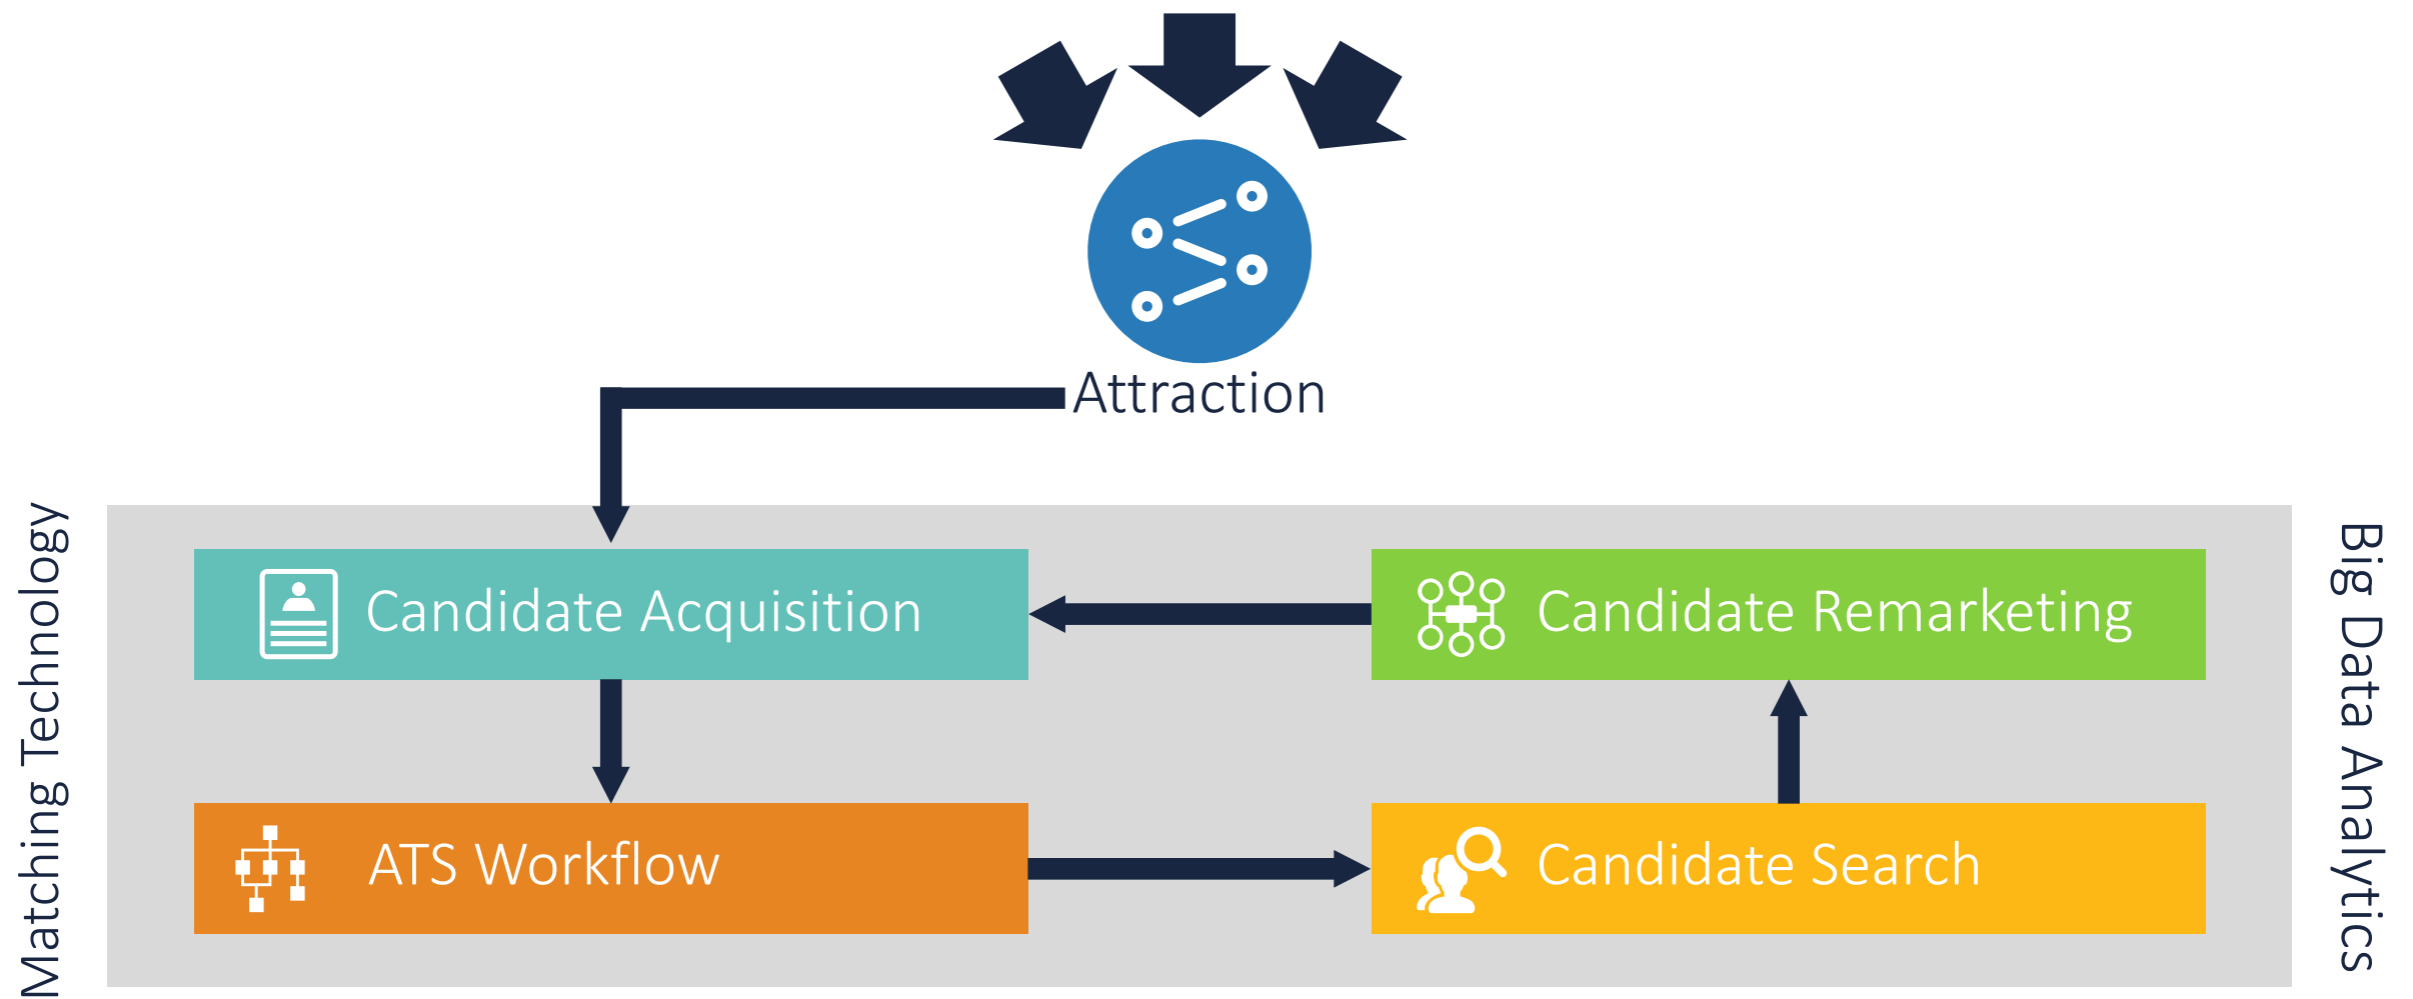 Attraction
Matching Technology
Candidate Acquisition
Candidate Remarketing
ATS Workflow
Candidate Search
Big Data Analytics